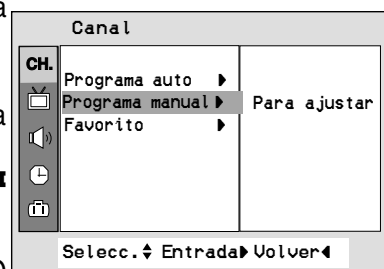 Canal
CH.
Programa auto
Programa manual Para ajustar
Favorito
Selecc. Entrada Volver